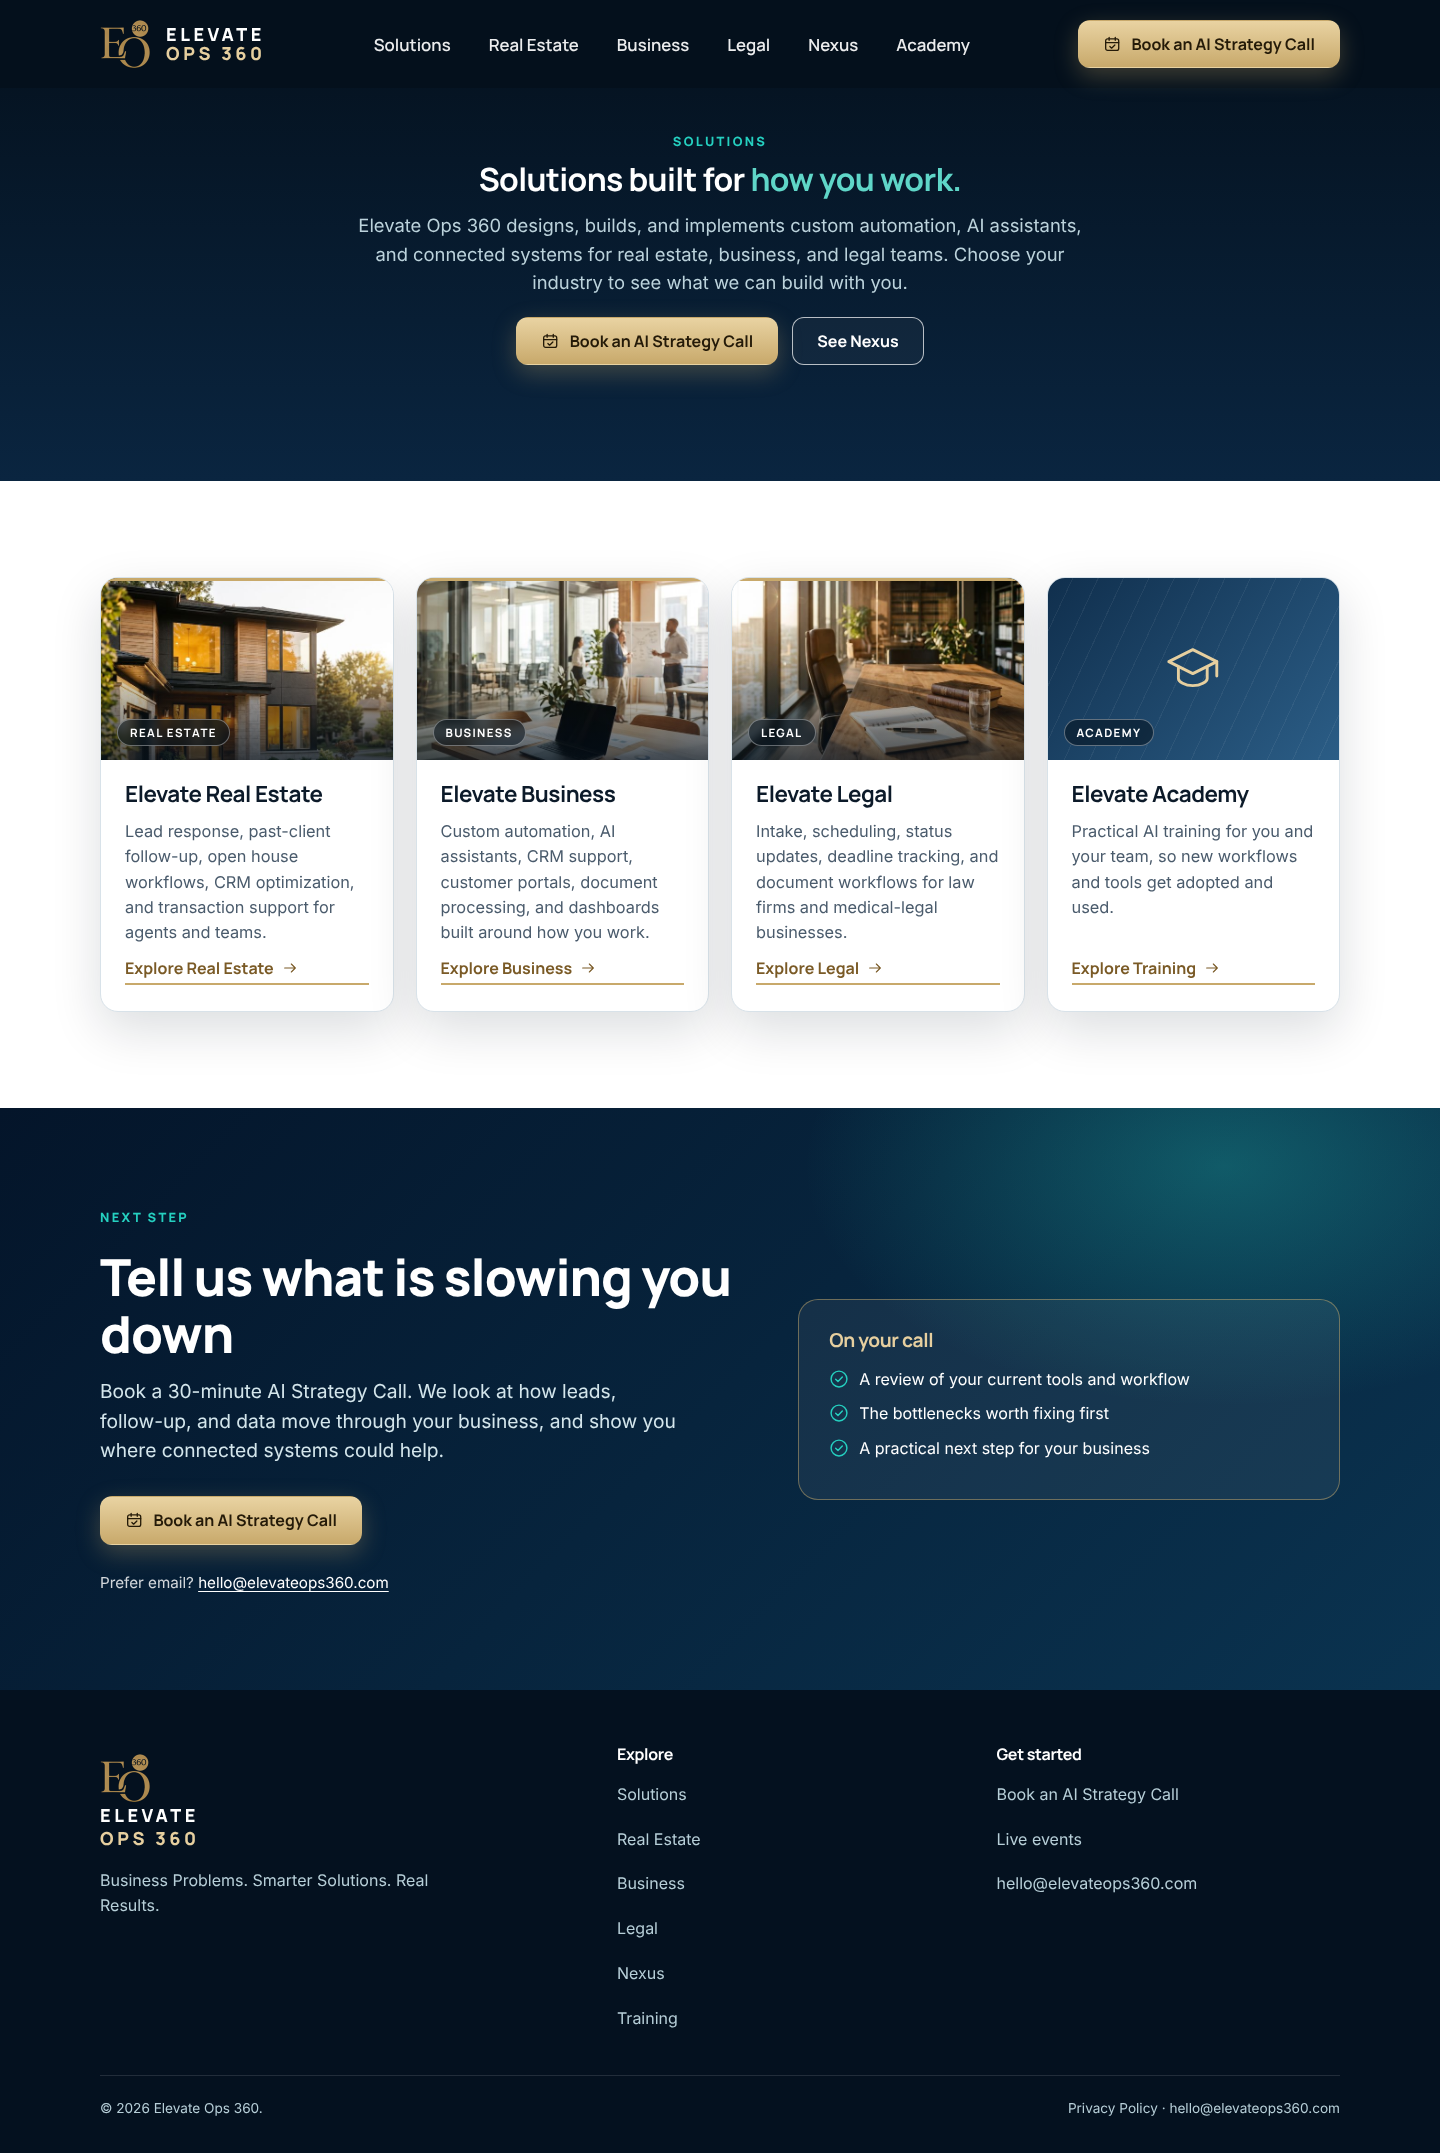 EO 360
ELEVATE
OPS 360
Solutions Real Estate Business Legal Nexus Academy
Book an AI Strategy Call
SOLUTIONS
Solutions built for how you work.
Elevate Ops 360 designs, builds, and implements custom automation, AI assistants,
and connected systems for real estate, business, and legal teams. Choose your
industry to see what we can build with you.
Book an AI Strategy Call
See Nexus
REAL ESTATE
Elevate Real Estate
Lead response, past-client
follow-up, open house
workflows, CRM optimization,
and transaction support for
agents and teams.
Explore Real Estate →
BUSINESS
Elevate Business
Custom automation, AI
assistants, CRM support,
customer portals, document
processing, and dashboards
built around how you work.
Explore Business →
LEGAL
Elevate Legal
Intake, scheduling, status
updates, deadline tracking, and
document workflows for law
firms and medical-legal
businesses.
Explore Legal →
ACADEMY
Elevate Academy
Practical AI training for you and
your team, so new workflows
and tools get adopted and
used.
Explore Training →
NEXT STEP
Tell us what is slowing you
down
Book a 30-minute AI Strategy Call. We look at how leads,
follow-up, and data move through your business, and show you
where connected systems could help.
Book an AI Strategy Call
Prefer email? hello@elevateops360.com
On your call
A review of your current tools and workflow
The bottlenecks worth fixing first
A practical next step for your business
EO 360
ELEVATE
OPS 360
Business Problems. Smarter Solutions. Real
Results.
Explore
Solutions
Real Estate
Business
Legal
Nexus
Training
Get started
Book an AI Strategy Call
Live events
hello@elevateops360.com
© 2026 Elevate Ops 360.
Privacy Policy · hello@elevateops360.com